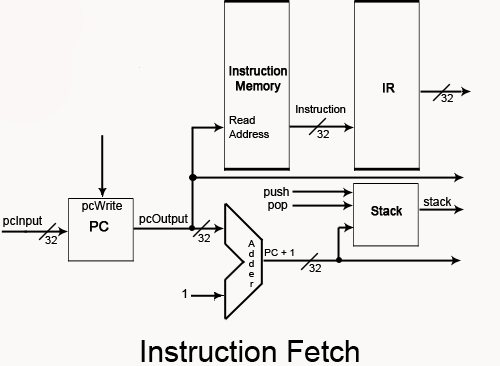 Instruction
Memory
IR
32
Instruction
32
Read
Address
pcWrite
PC
pcInput
32
pcOutput
32
push
pop
Stack
stack
Adder
PC + 1
32
1
Instruction Fetch